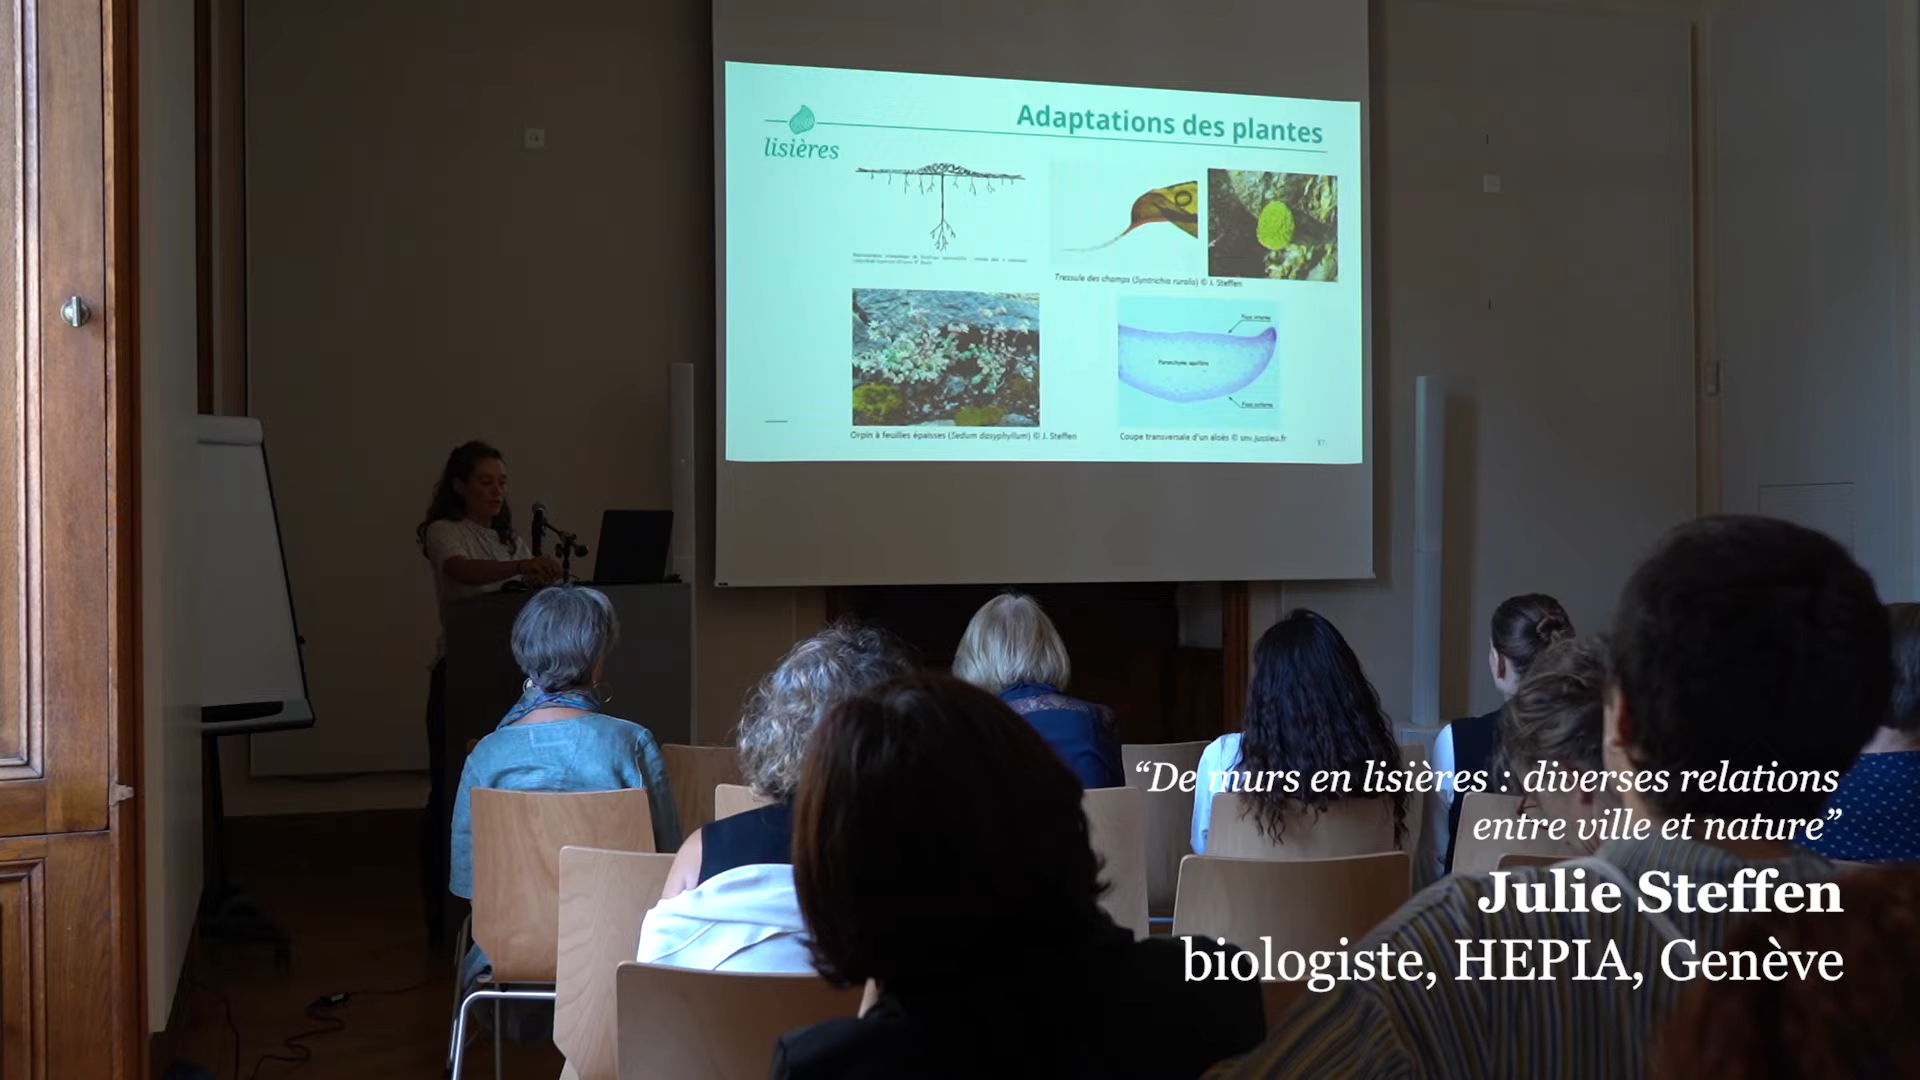 Adaptations des plantes
lisières
Tressule des champs (Syntrichia ruralis) © J. Steffen
Parenchyme aquifère
Orpin à feuilles épaisses (Sedum dasyphyllum) © J. Steffen
Coupe transversale d'un aloès © snv.jussieu.fr
“De murs en lisières : diverses relations
entre ville et nature”
Julie Steffen
biologiste, HEPIA, Genève